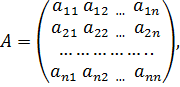 A = ( a₁₁ a₁₂ … a₁ₙ
a₂₁ a₂₂ … a₂ₙ
… … … … … . .
aₙ₁ aₙ₂ … aₙₙ ) ,